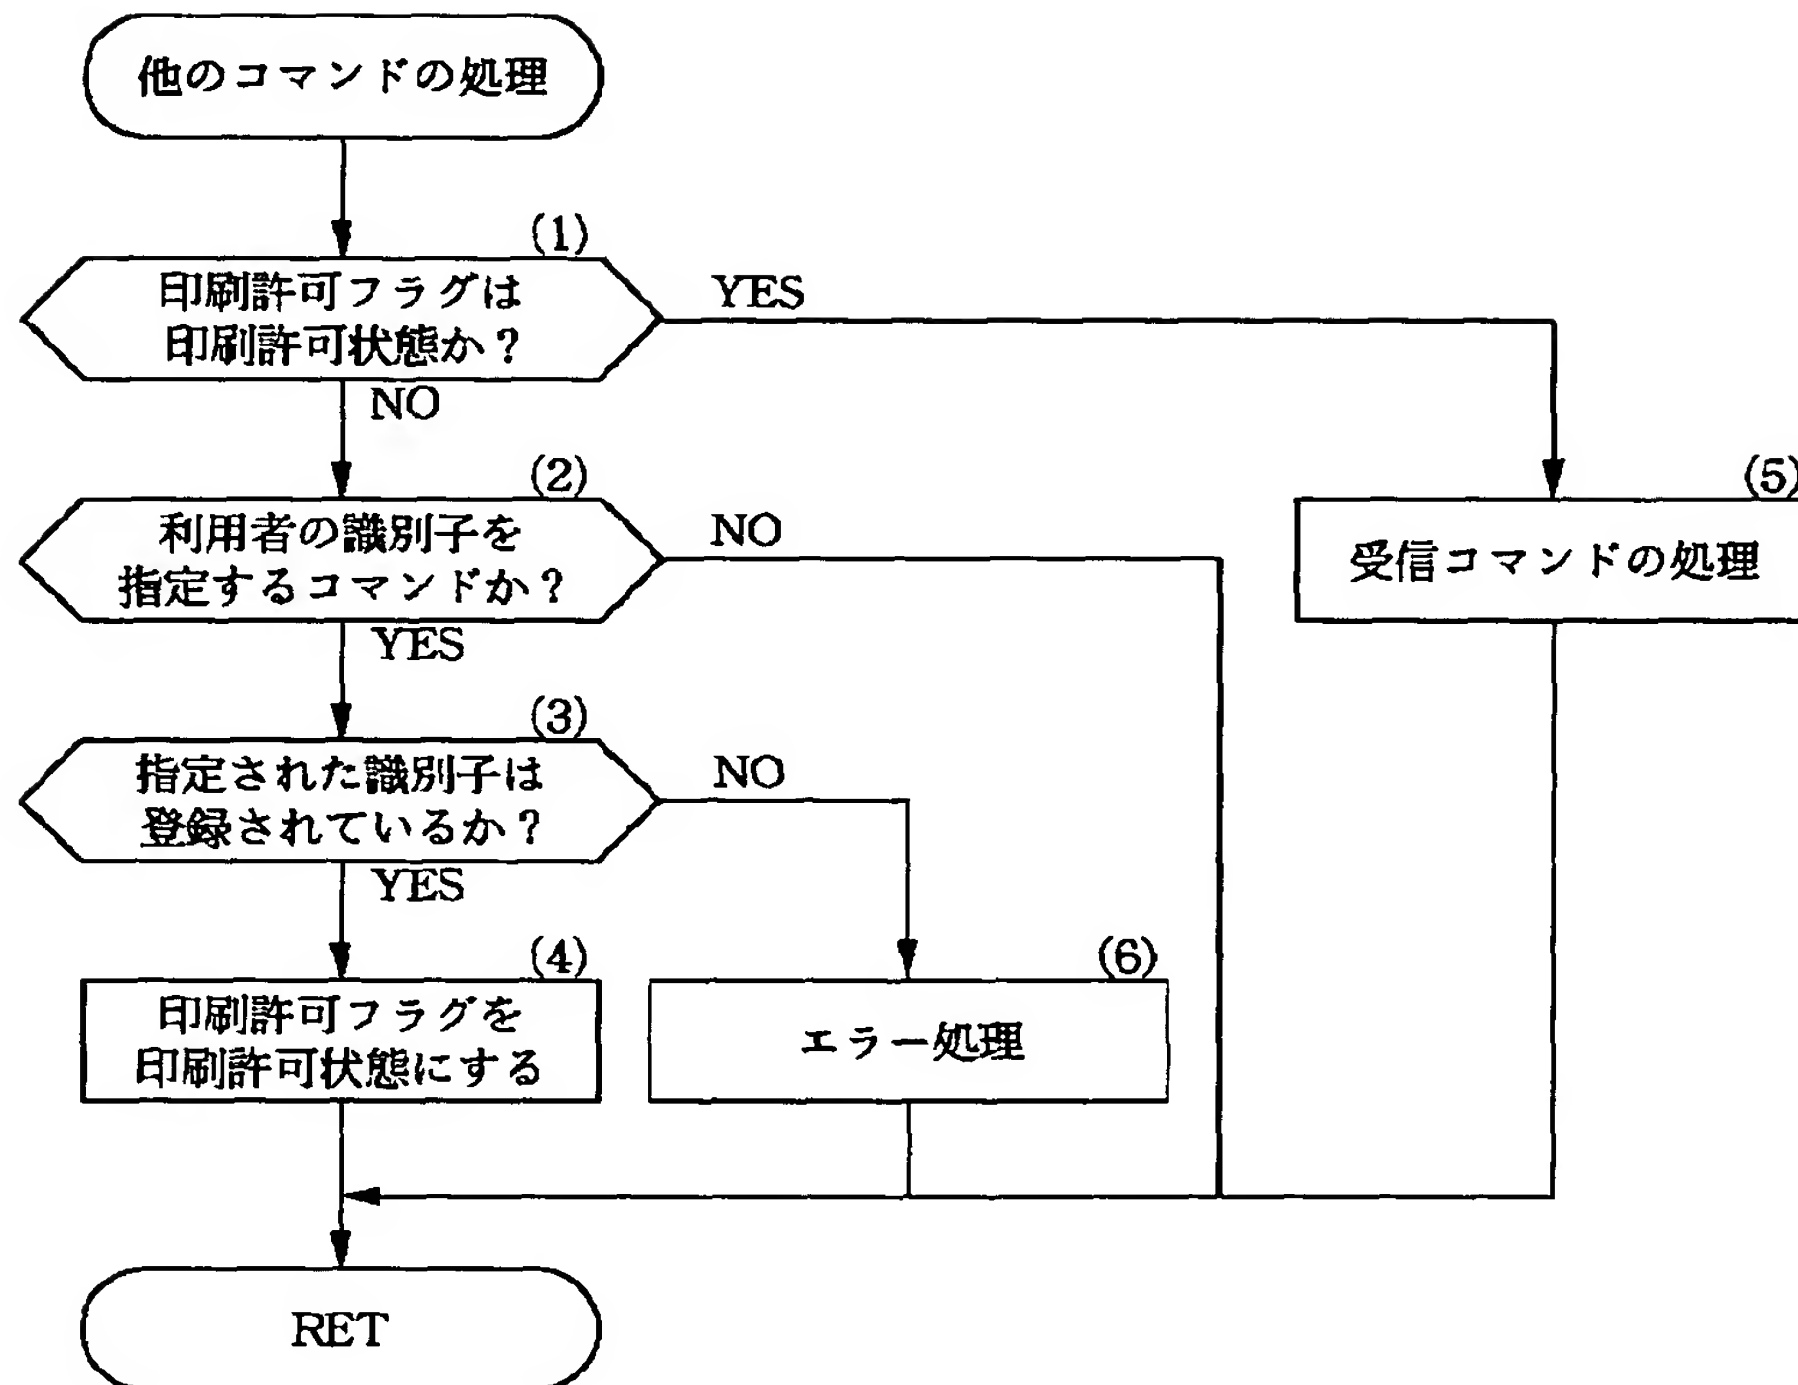 他のコマンドの処理
(1)
印刷許可フラグは
印刷許可状態か？
YES
NO
(2)
利用者の識別子を
指定するコマンドか？
NO
YES
(5)
受信コマンドの処理
(3)
指定された識別子は
登録されているか？
NO
YES
(4)
印刷許可フラグを
印刷許可状態にする
(6)
エラー処理
RET